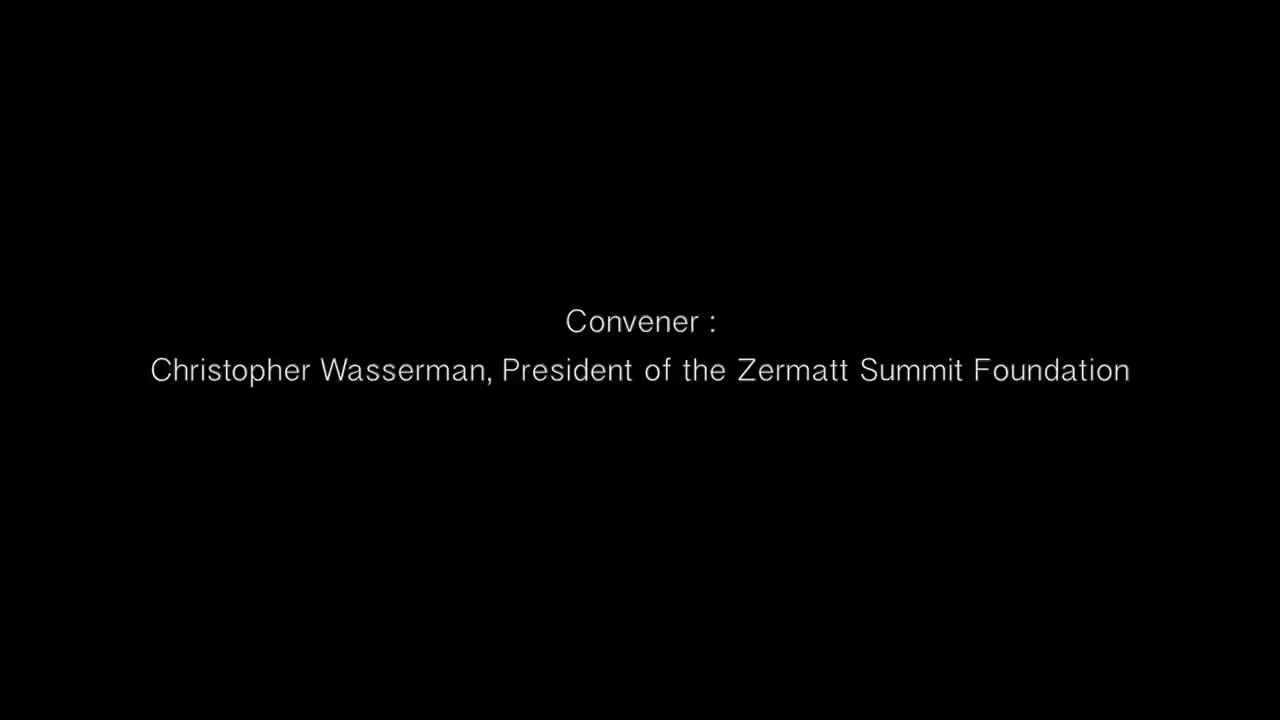 Convener :
Christopher Wasserman, President of the Zermatt Summit Foundation